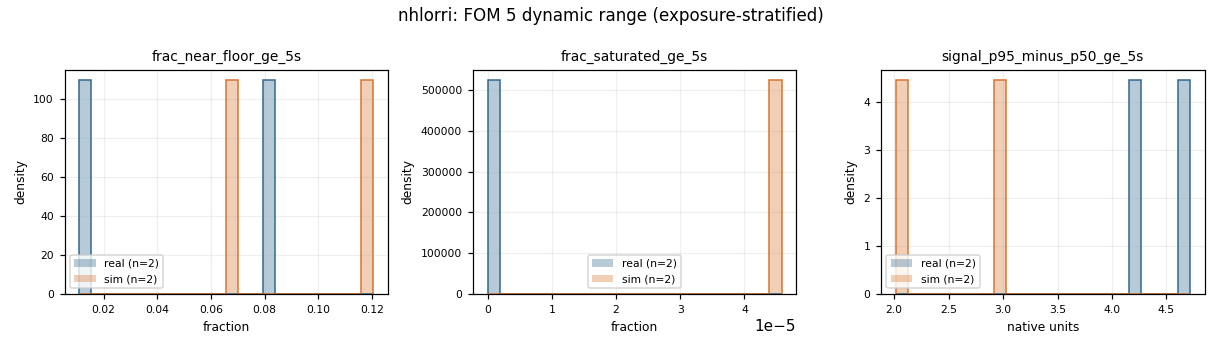 nhlorri: FOM 5 dynamic range (exposure-stratified)
frac_near_floor_ge_5s
density
100
80
60
40
20
0
0.02
0.04
0.06
0.08
0.10
0.12
fraction
real (n=2)
sim (n=2)
frac_saturated_ge_5s
density
500000
400000
300000
200000
100000
0
0
1
2
3
4
1e−5
fraction
real (n=2)
sim (n=2)
signal_p95_minus_p50_ge_5s
density
4
3
2
1
0
2.0
2.5
3.0
3.5
4.0
4.5
native units
real (n=2)
sim (n=2)